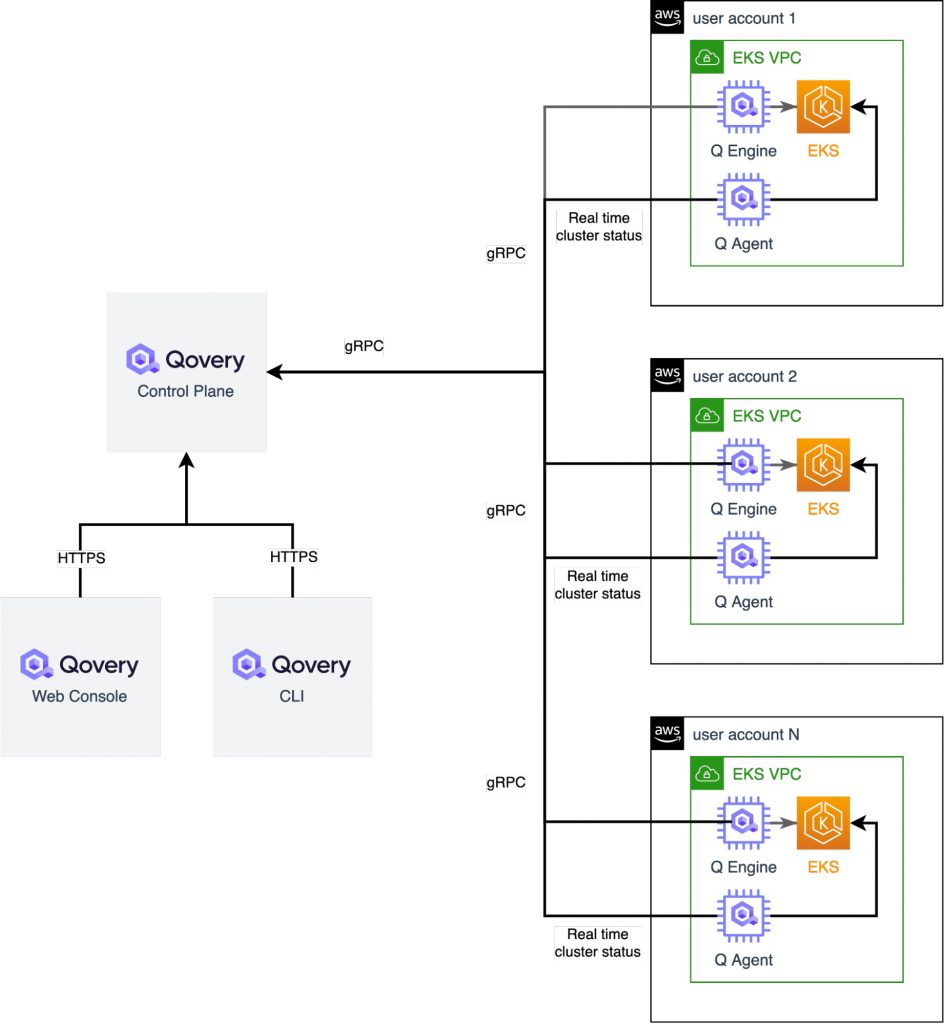 aws
user account 1
EKS VPC
Q Engine
EKS
Real time
cluster status
Q Agent
gRPC
gRPC
Qovery
Control Plane
aws
user account 2
EKS VPC
Q Engine
EKS
gRPC
Real time
cluster status
Q Agent
HTTPS
HTTPS
Qovery
Web Console
Qovery
CLI
aws
user account N
EKS VPC
gRPC
Q Engine
EKS
Real time
cluster status
Q Agent